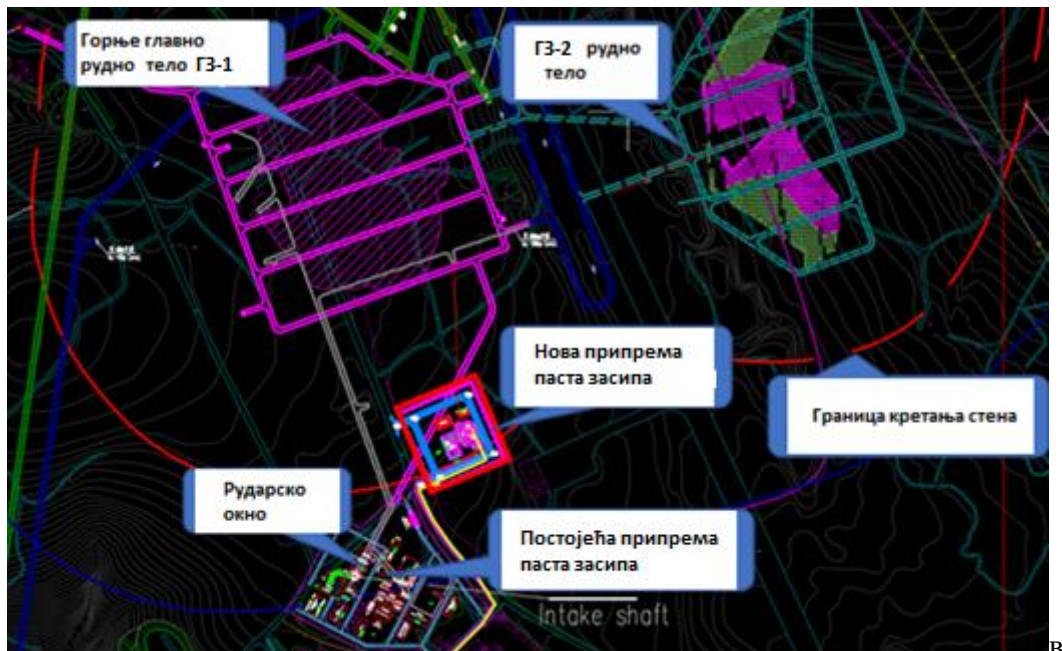 Горње главно
рудно тело ГЗ-1
ГЗ-2 рудно
тело
Нова припрема
паста засипа
Граница кретања стена
Рударско
окно
Постојећа припрема
паста засипа
Intake shaft
в